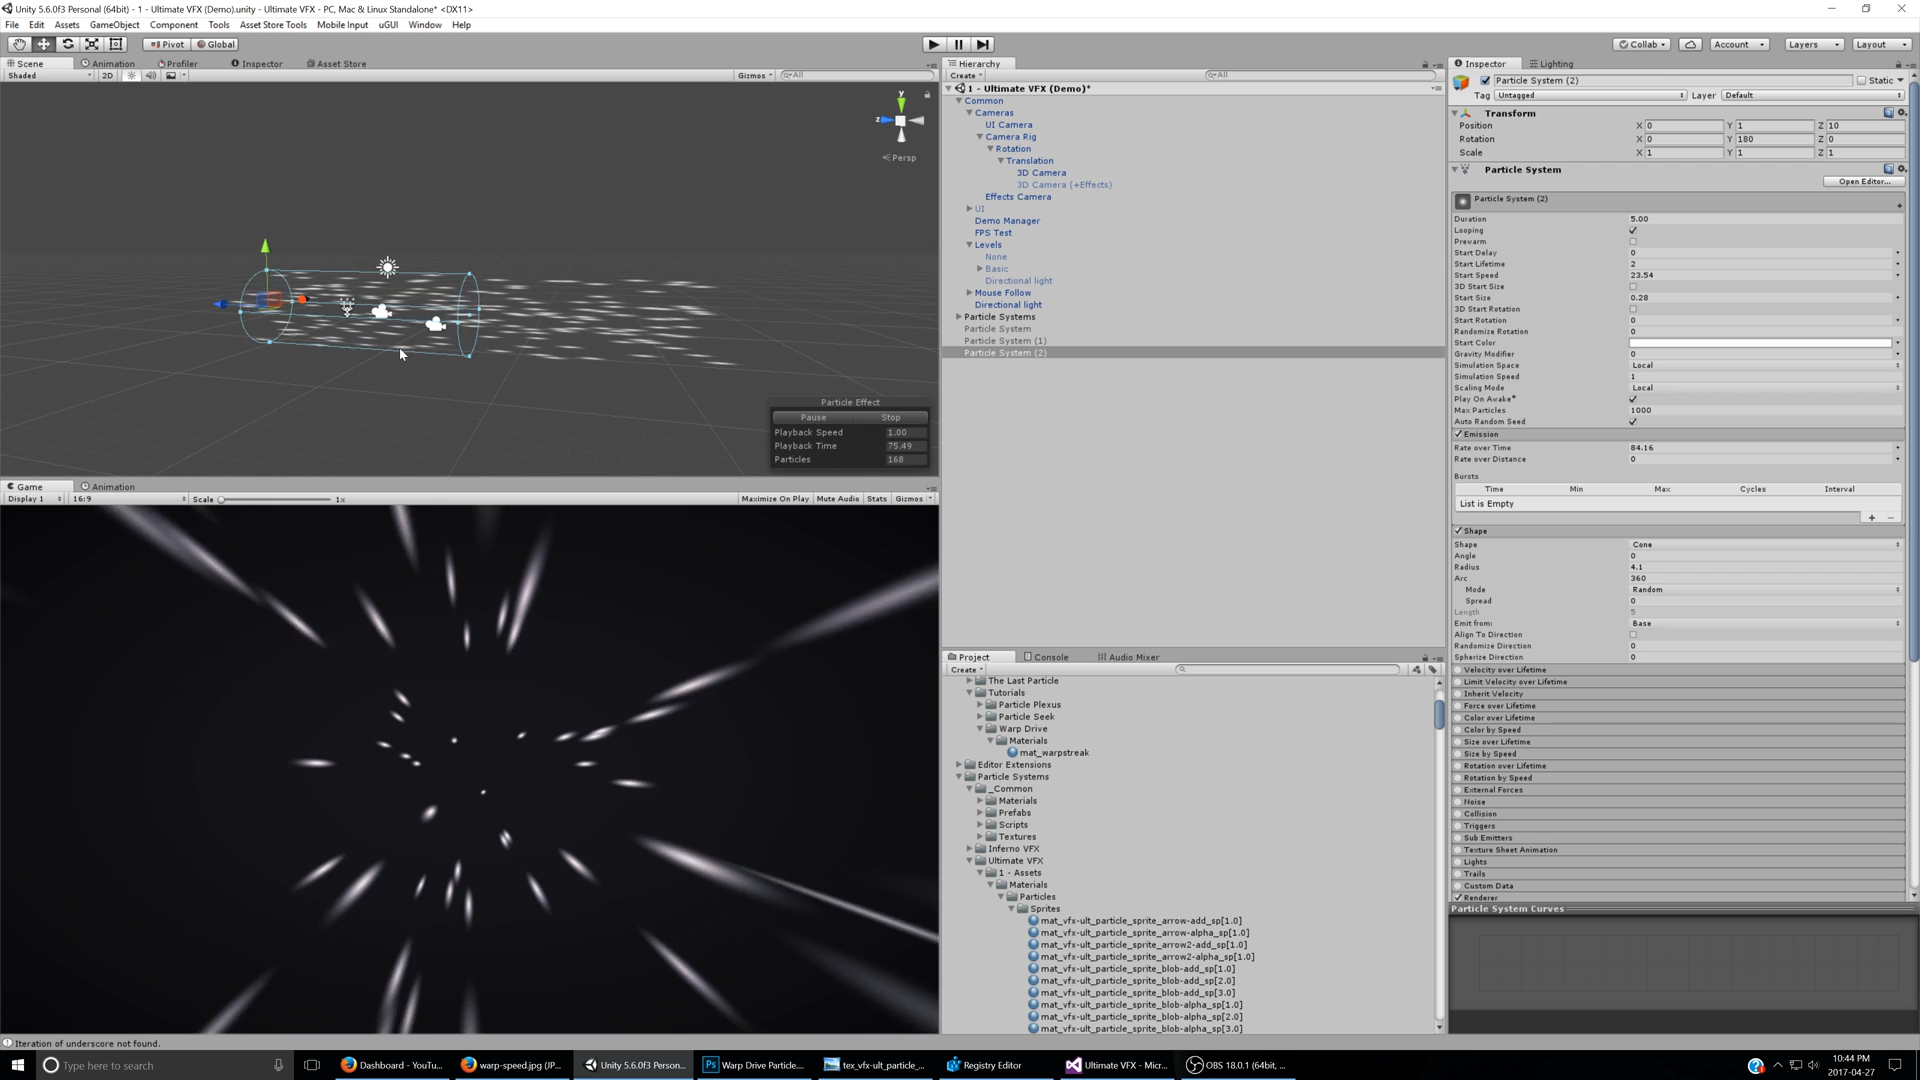 Unity 5.6.0f3 Personal (64bit) - 1 - Ultimate VFX (Demo).unity - Ultimate VFX - PC, Mac & Linux Standalone* <DX11>
File Edit Assets GameObject Component Tools Asset Store Tools Mobile Input uGUI Window Help
Pivot Global Collab Account Layers Layout
Scene Animation Profiler Inspector Asset Store
Shaded 2D Gizmos All
y
z
Persp
Particle Effect
Pause Stop
Playback Speed 1.00
Playback Time 75.49
Particles 168
Game Animation
Display 1 16:9 Scale 1x Maximize On Play Mute Audio Stats Gizmos
Hierarchy
Create All
1 - Ultimate VFX (Demo)*
Common
Cameras
UI Camera
Camera Rig
Rotation
Translation
3D Camera
3D Camera (+Effects)
Effects Camera
UI
Demo Manager
FPS Test
Levels
None
Basic
Directional light
Mouse Follow
Directional light
Particle Systems
Particle System
Particle System (1)
Particle System (2)
Project Console Audio Mixer
Create
The Last Particle
Tutorials
Particle Plexus
Particle Seek
Warp Drive
Materials
mat_warpstreak
Editor Extensions
Particle Systems
_Common
Materials
Prefabs
Scripts
Textures
Inferno VFX
Ultimate VFX
1 - Assets
Materials
Particles
Sprites
mat_vfx-ult_particle_sprite_arrow-add_sp[1.0]
mat_vfx-ult_particle_sprite_arrow-alpha_sp[1.0]
mat_vfx-ult_particle_sprite_arrow2-add_sp[1.0]
mat_vfx-ult_particle_sprite_arrow2-alpha_sp[1.0]
mat_vfx-ult_particle_sprite_blob-add_sp[1.0]
mat_vfx-ult_particle_sprite_blob-add_sp[2.0]
mat_vfx-ult_particle_sprite_blob-add_sp[3.0]
mat_vfx-ult_particle_sprite_blob-alpha_sp[1.0]
mat_vfx-ult_particle_sprite_blob-alpha_sp[2.0]
mat_vfx-ult_particle_sprite_blob-alpha_sp[3.0]
Inspector Lighting
Particle System (2) Static
Tag Untagged Layer Default
Transform
Position X 0 Y 1 Z 10
Rotation X 0 Y 180 Z 0
Scale X 1 Y 1 Z 1
Particle System
Open Editor...
Particle System (2)
Duration 5.00
Looping
Prewarm
Start Delay 0
Start Lifetime 2
Start Speed 23.54
3D Start Size
Start Size 0.28
3D Start Rotation
Start Rotation 0
Randomize Rotation 0
Start Color
Gravity Modifier 0
Simulation Space Local
Simulation Speed 1
Scaling Mode Local
Play On Awake*
Max Particles 1000
Auto Random Seed
Emission
Rate over Time 84.16
Rate over Distance 0
Bursts
Time Min Max Cycles Interval
List is Empty
Shape
Shape Cone
Angle 0
Radius 4.1
Arc 360
Mode Random
Spread 0
Length 5
Emit from: Base
Align To Direction
Randomize Direction 0
Spherize Direction 0
Velocity over Lifetime
Limit Velocity over Lifetime
Inherit Velocity
Force over Lifetime
Color over Lifetime
Color by Speed
Size over Lifetime
Size by Speed
Rotation over Lifetime
Rotation by Speed
External Forces
Noise
Collision
Triggers
Sub Emitters
Texture Sheet Animation
Lights
Trails
Custom Data
Renderer
Particle System Curves
Iteration of underscore not found.
Type here to search Dashboard - YouTu... warp-speed.jpg (JP... Unity 5.6.0f3 Person... Warp Drive Particle.... tex_vfx-ult_particle_... Registry Editor Ultimate VFX - Micr... OBS 18.0.1 (64bit, ...
10:44 PM
2017-04-27